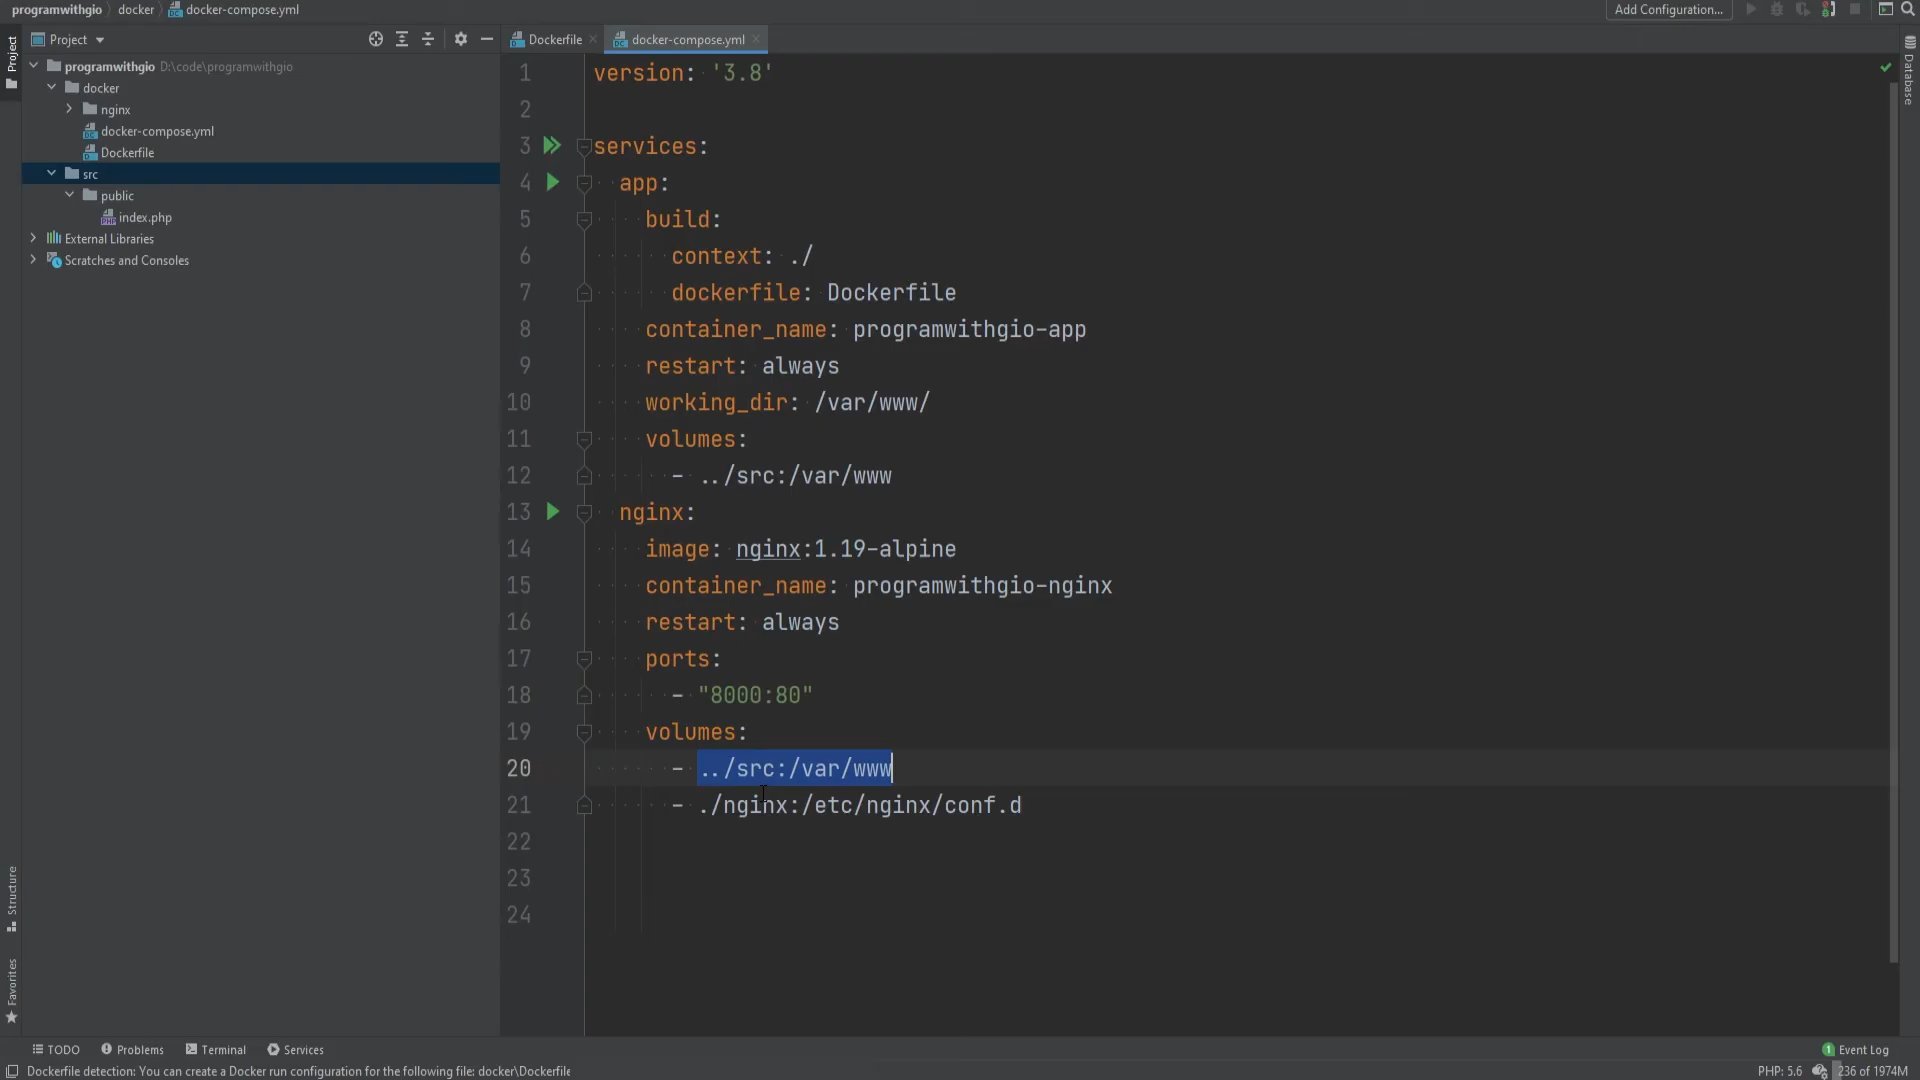 programwithgio docker docker-compose.yml Add Configuration...
Project
Dockerfile docker-compose.yml
programwithgio D:\code\programwithgio
docker
nginx
docker-compose.yml
Dockerfile
src
public
index.php
External Libraries
Scratches and Consoles
Project
Structure
Favorites
Database
1 version: '3.8'
2
3 services:
4 app:
5 build:
6 context: ./
7 dockerfile: Dockerfile
8 container_name: programwithgio-app
9 restart: always
10 working_dir: /var/www/
11 volumes:
12 - ../src:/var/www
13 nginx:
14 image: nginx:1.19-alpine
15 container_name: programwithgio-nginx
16 restart: always
17 ports:
18 - "8000:80"
19 volumes:
20 - ../src:/var/www
21 - ./nginx:/etc/nginx/conf.d
22
23
24
TODO Problems Terminal Services 1 Event Log
Dockerfile detection: You can create a Docker run configuration for the following file: docker\Dockerfile PHP: 5.6 236 of 1974M